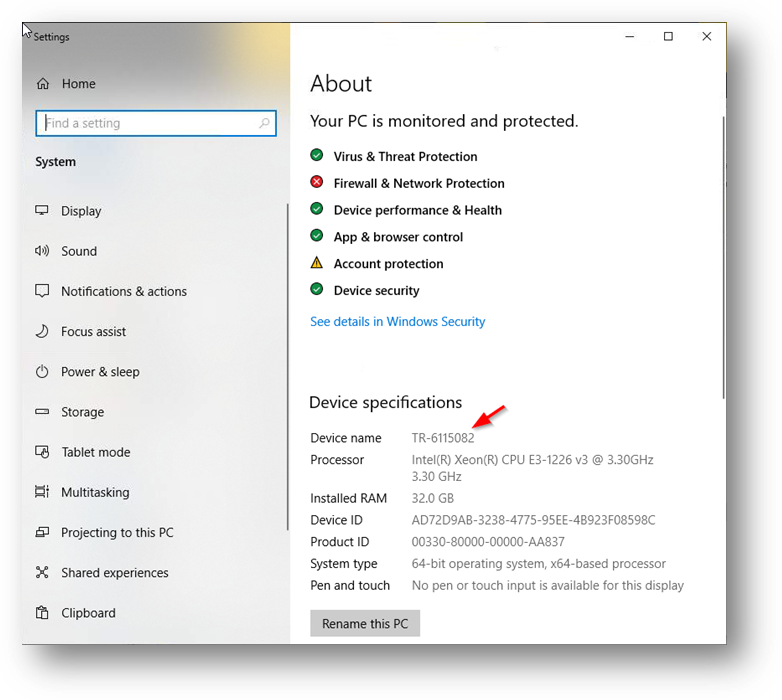 Settings
Home
Find a setting
System
Display
Sound
Notifications & actions
Focus assist
Power & sleep
Storage
Tablet mode
Multitasking
Projecting to this PC
Shared experiences
Clipboard
About
Your PC is monitored and protected.
Virus & Threat Protection
Firewall & Network Protection
Device performance & Health
App & browser control
Account protection
Device security
See details in Windows Security
Device specifications
Device name TR-6115082
Processor Intel(R) Xeon(R) CPU E3-1226 v3 @ 3.30GHz
3.30 GHz
Installed RAM 32.0 GB
Device ID AD72D9AB-3238-4775-95EE-4B923F08598C
Product ID 00330-80000-00000-AA837
System type 64-bit operating system, x64-based processor
Pen and touch No pen or touch input is available for this display
Rename this PC